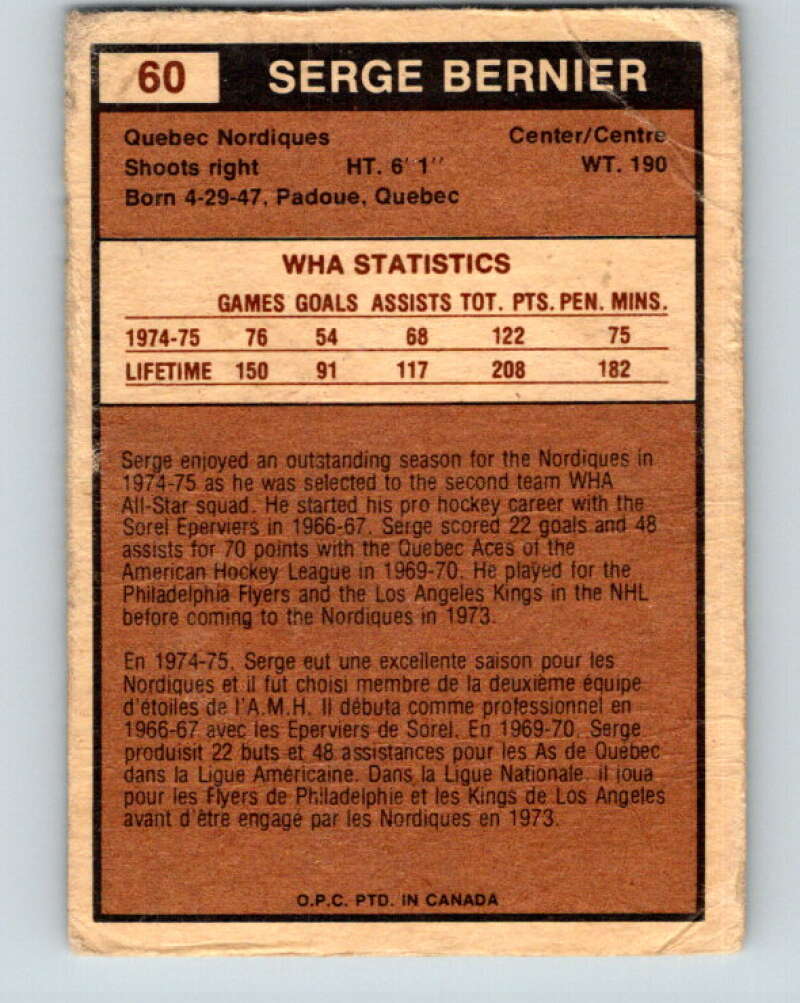 60 SERGE BERNIER
Quebec Nordiques Center/Centre
Shoots right HT. 6' 1'' WT. 190
Born 4-29-47, Padoue, Quebec
WHA STATISTICS
GAMES GOALS ASSISTS TOT. PTS. PEN. MINS.
1974-75 76 54 68 122 75
LIFETIME 150 91 117 208 182
Serge enjoyed an outstanding season for the Nordiques in
1974-75 as he was selected to the second team WHA
All-Star squad. He started his pro hockey career with the
Sorel Eperviers in 1966-67. Serge scored 22 goals and 48
assists for 70 points with the Quebec Aces of the
American Hockey League in 1969-70. He played for the
Philadelphia Flyers and the Los Angeles Kings in the NHL
before coming to the Nordiques in 1973.
En 1974-75, Serge eut une excellente saison pour les
Nordiques et il fut choisi membre de la deuxième équipe
d'étoiles de l'A.M.H. Il débuta comme professionnel en
1966-67 avec les Eperviers de Sorel. En 1969-70, Serge
produisit 22 buts et 48 assistances pour les As de Québec
dans la Ligue Américaine. Dans la Ligue Nationale, il joua
pour les Flyers de Philadelphie et les Kings de Los Angeles
avant d'être engagé par les Nordiques en 1973.
O.P.C. PTD. IN CANADA